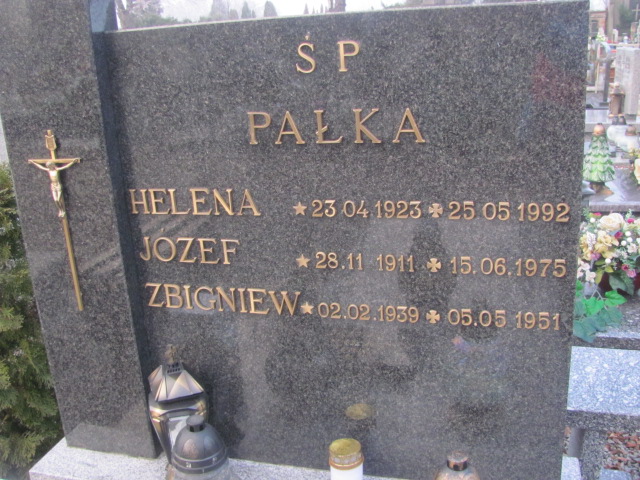 Ś P
PAŁKA
HELENA ★ 23 04 1923 ✠ 25 05 1992
JOZEF ★ 28.11 1911 ✠ 15.06.1975
ZBIGNIEW ★ 02.02.1939 ✠ 05.05 1951